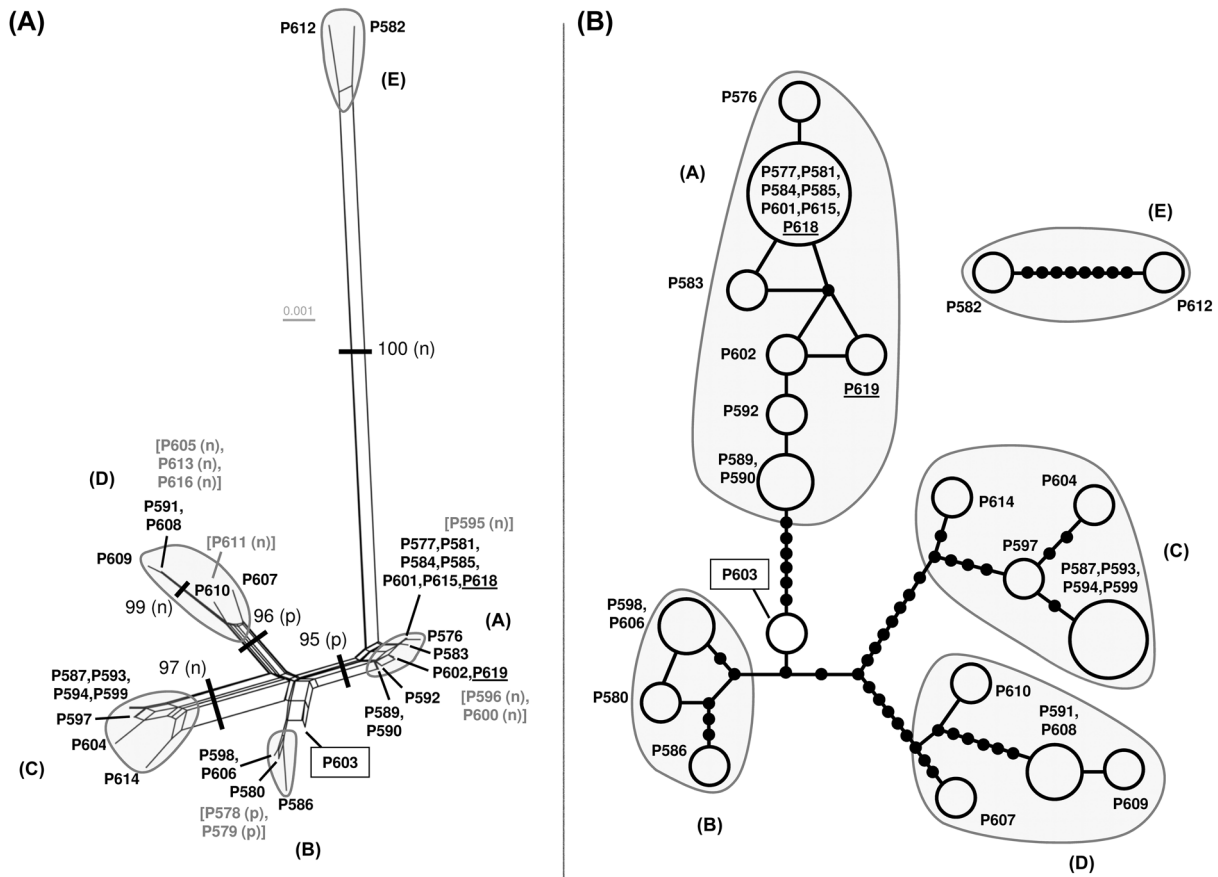 (A)
P612
P582
(E)
0.001
100 (n)
[P605 (n),
P613 (n),
P616 (n)]
(D)
P591,
P608
[P611 (n)]
P609
P607
P610
99 (n)
96 (p)
[P595 (n)]
P577,P581,
P584,P585,
P601,P615,P618
(A)
95 (p)
P576
P583
P602,P619
P592
[P596 (n),
P600 (n)]
P589,
P590
97 (n)
P587,P593,
P594,P599
P597
P604
P614
(C)
P598,
P606
P580
P603
P586
[P578 (p),
P579 (p)]
(B)
(B)
P576
(A)
P577,P581,
P584,P585,
P601,P615,
P618
P583
P602
P619
P592
P589,
P590
(E)
P582
P612
P603
P598,
P606
P580
P586
(B)
P614
P604
P597
P587,P593,
P594,P599
(C)
P610
P591,
P608
P609
P607
(D)